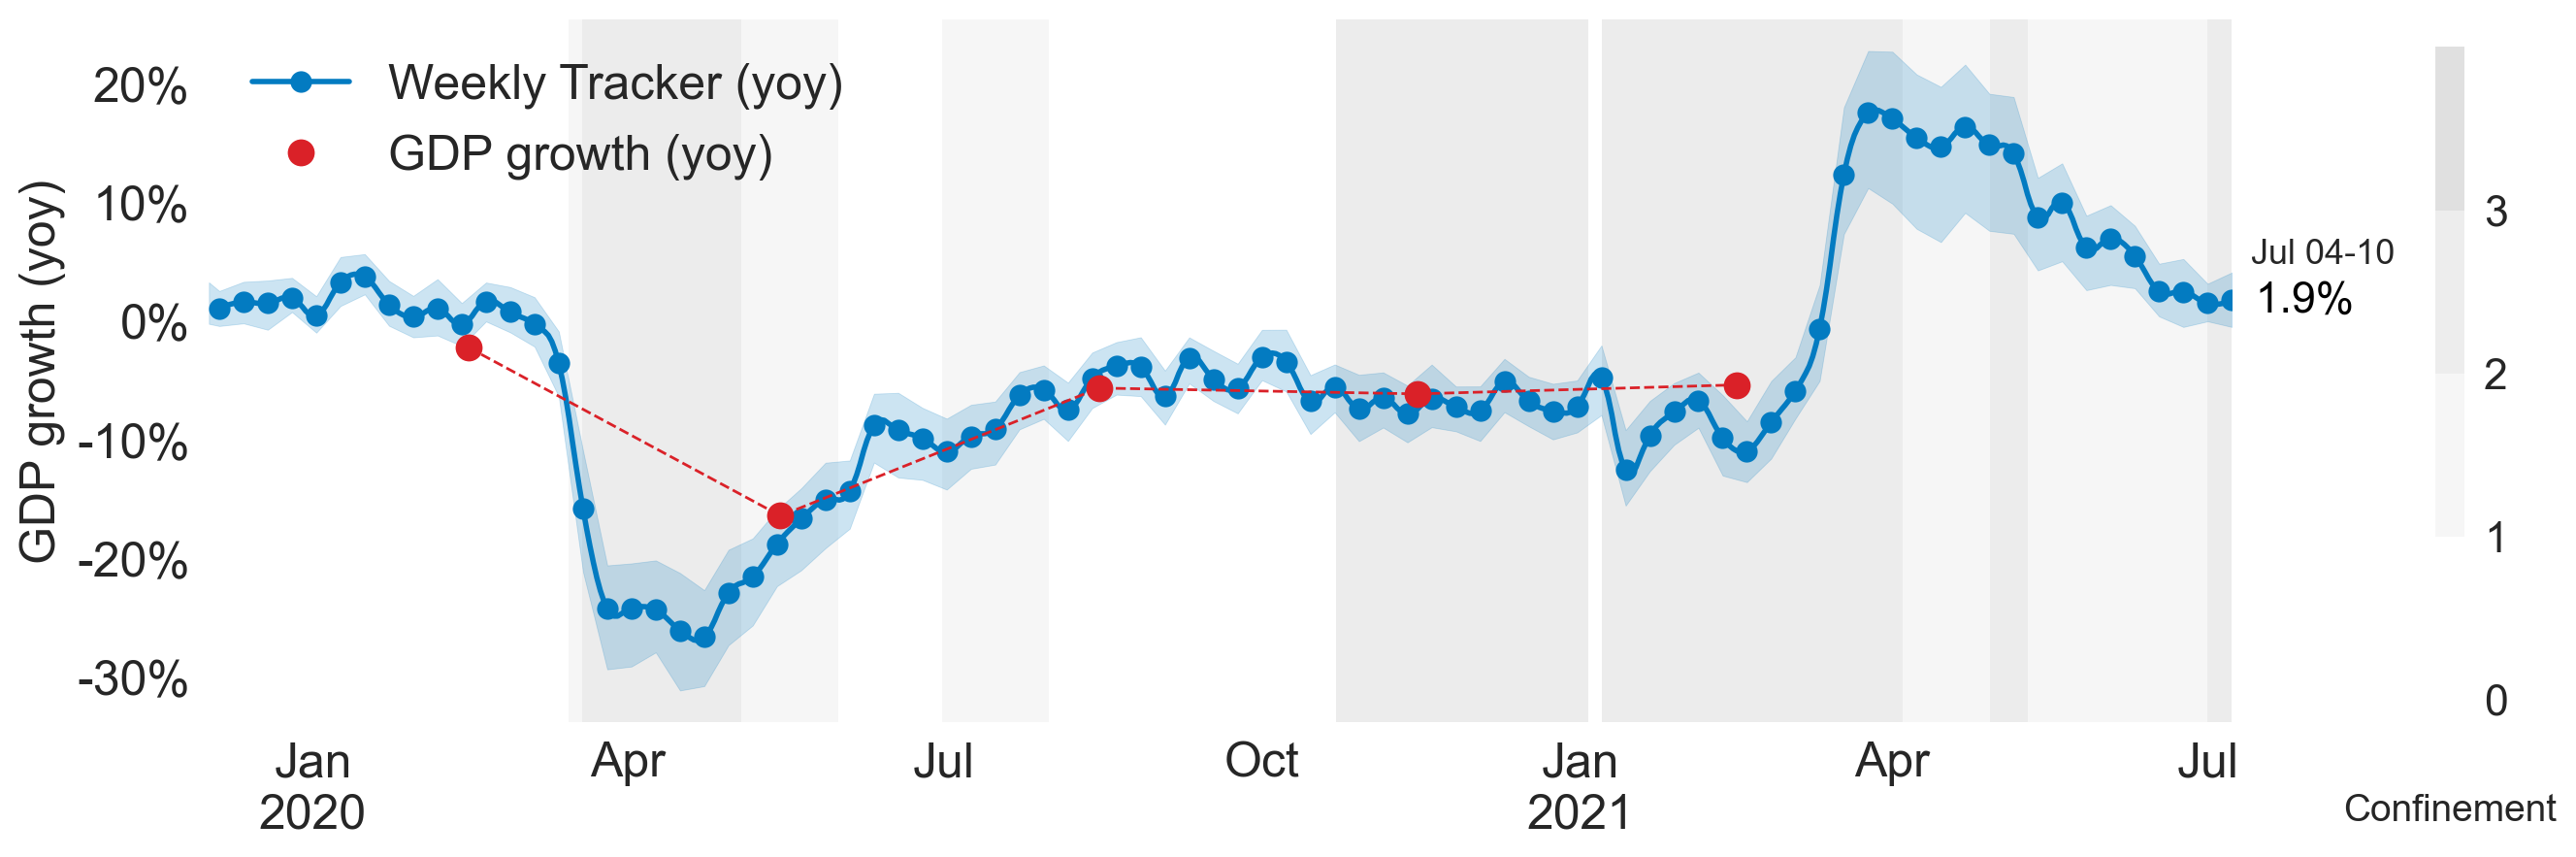 Weekly Tracker (yoy)
GDP growth (yoy)
GDP growth (yoy)
20%
10%
0%
-10%
-20%
-30%
Jul 04-10
1.9%
3
2
1
0
Jan
2020
Apr
Jul
Oct
Jan
2021
Apr
Jul
Confinement